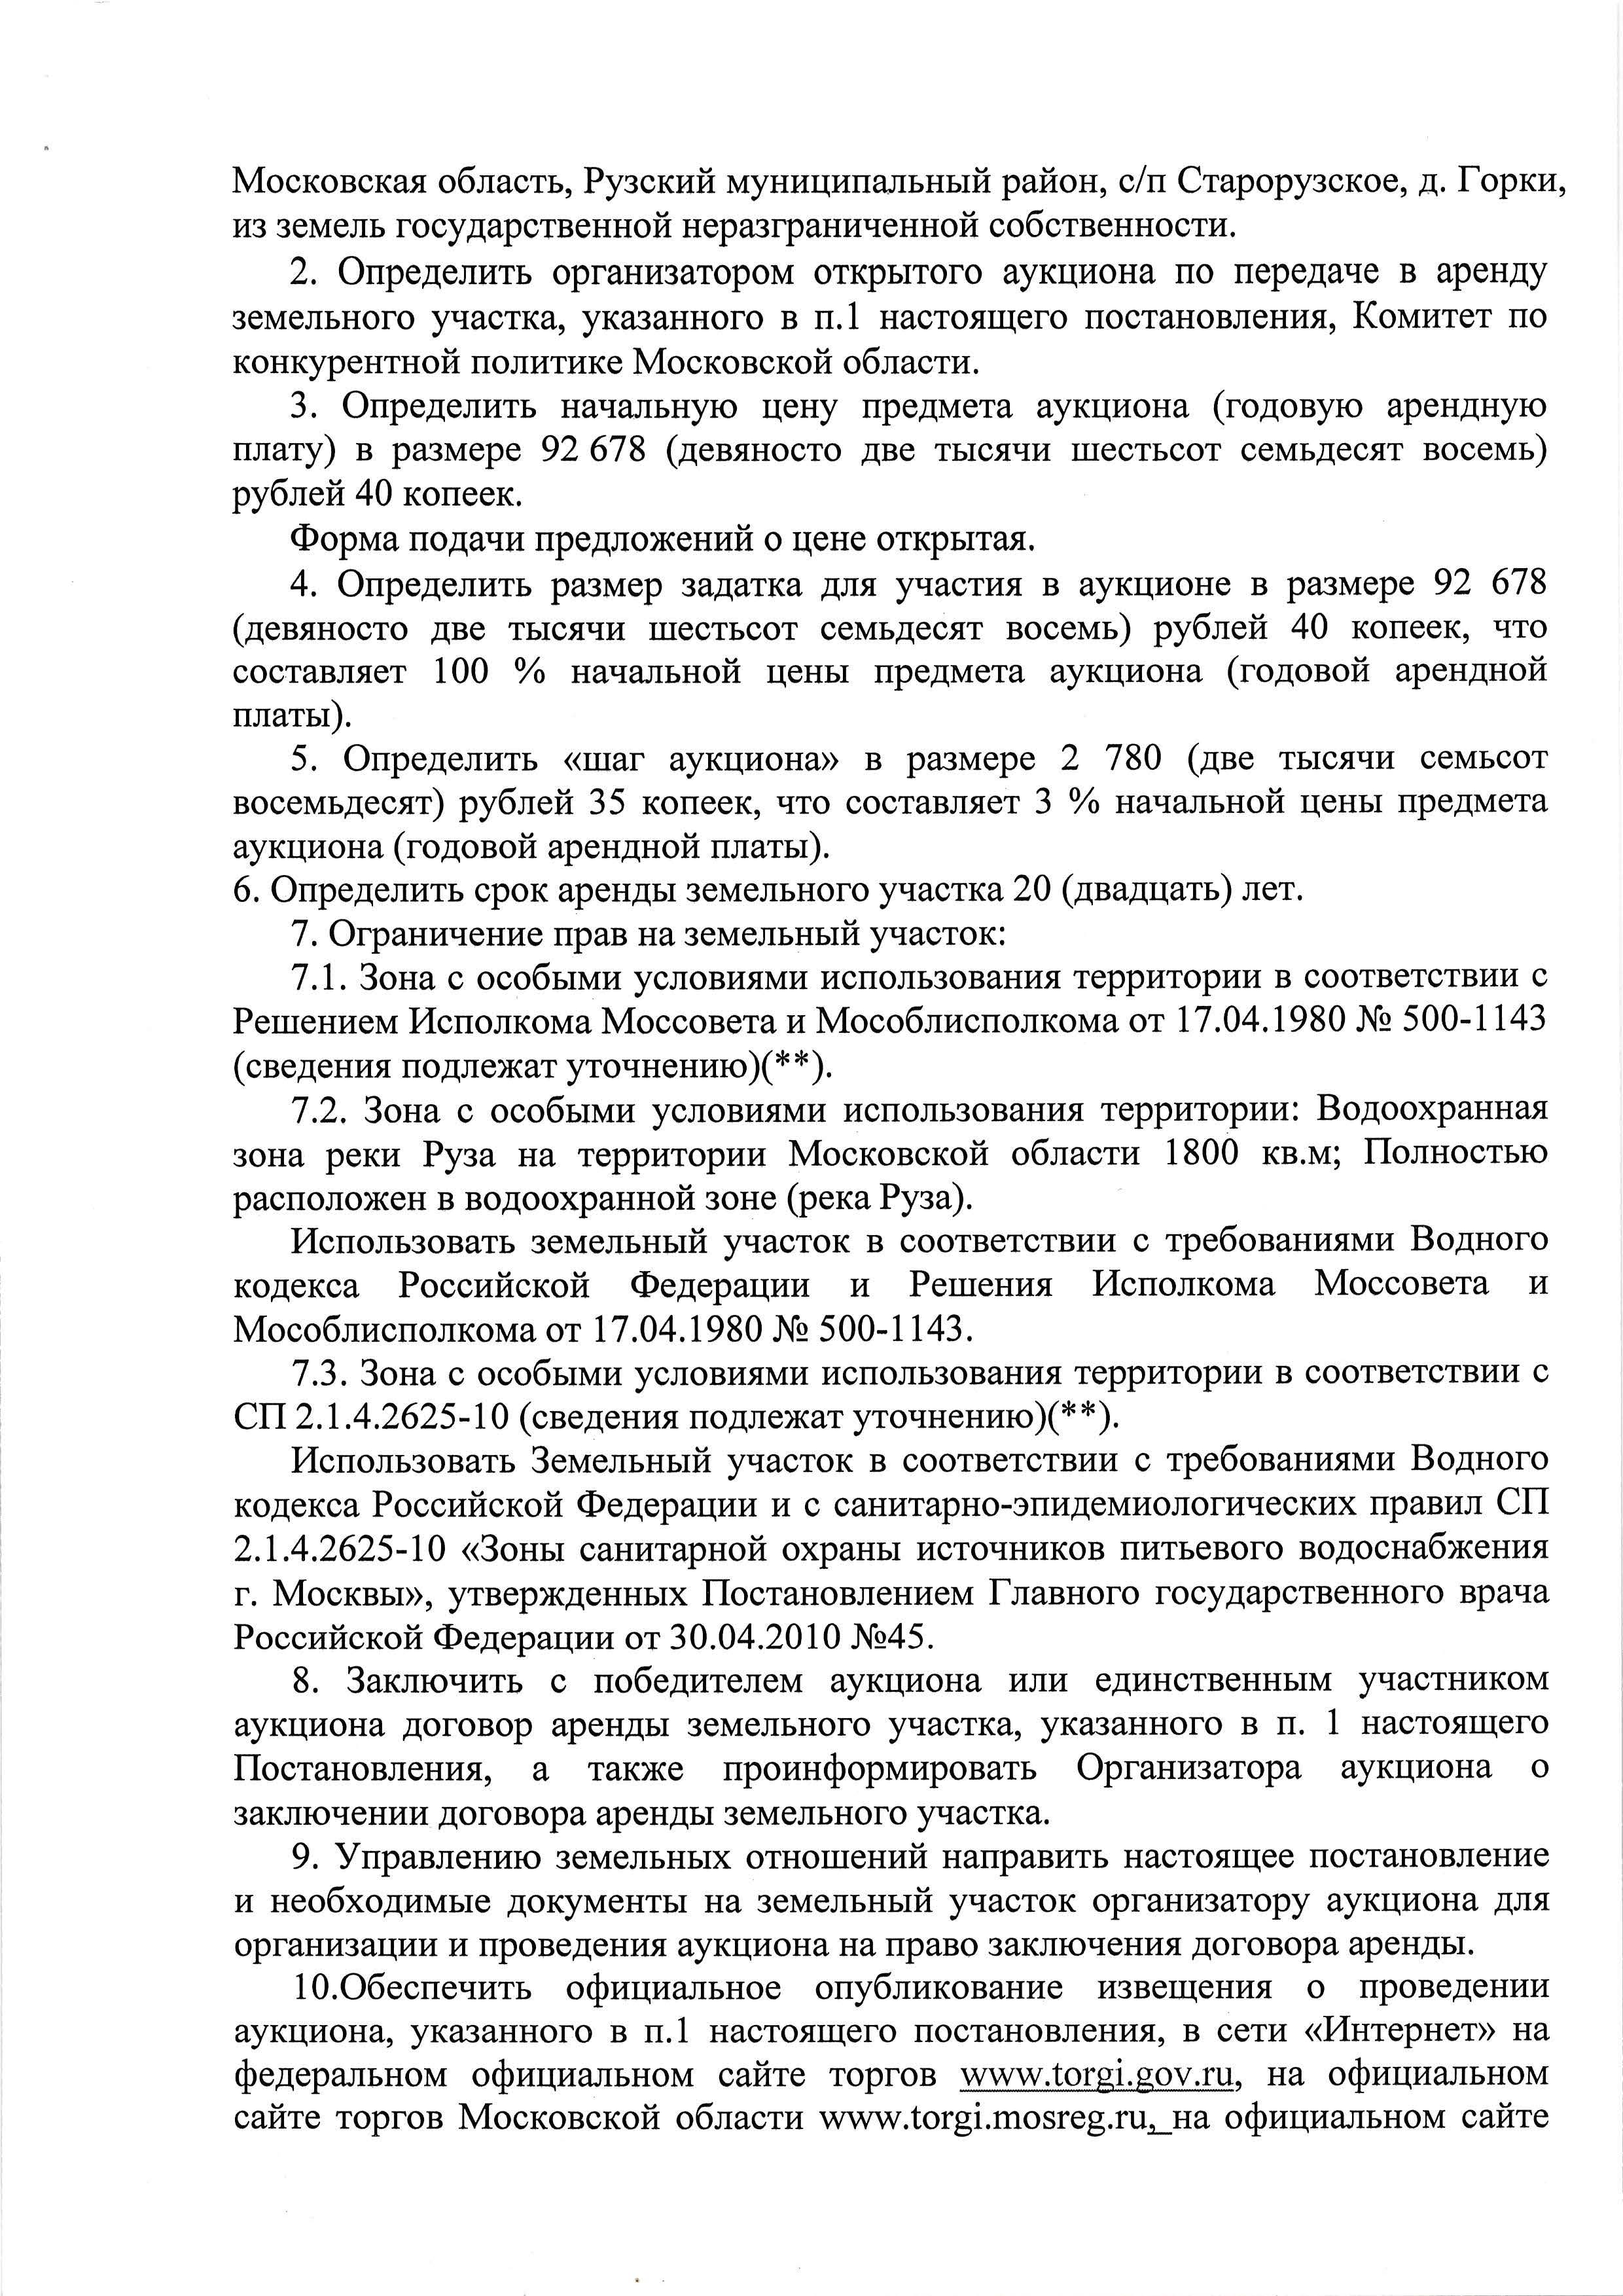 Московская область, Рузский муниципальный район, с/п Старорузское, д. Горки,
из земель государственной неразграниченной собственности.
2. Определить организатором открытого аукциона по передаче в аренду
земельного участка, указанного в п.1 настоящего постановления, Комитет по
конкурентной политике Московской области.
3. Определить начальную цену предмета аукциона (годовую арендную
плату) в размере 92 678 (девяносто две тысячи шестьсот семьдесят восемь)
рублей 40 копеек.
Форма подачи предложений о цене открытая.
4. Определить размер задатка для участия в аукционе в размере 92 678
(девяносто две тысячи шестьсот семьдесят восемь) рублей 40 копеек, что
составляет 100 % начальной цены предмета аукциона (годовой арендной
платы).
5. Определить «шаг аукциона» в размере 2 780 (две тысячи семьсот
восемьдесят) рублей 35 копеек, что составляет 3 % начальной цены предмета
аукциона (годовой арендной платы).
6. Определить срок аренды земельного участка 20 (двадцать) лет.
7. Ограничение прав на земельный участок:
7.1. Зона с особыми условиями использования территории в соответствии с
Решением Исполкома Моссовета и Мособлисполкома от 17.04.1980 № 500-1143
(сведения подлежат уточнению)(**).
7.2. Зона с особыми условиями использования территории: Водоохранная
зона реки Руза на территории Московской области 1800 кв.м; Полностью
расположен в водоохранной зоне (река Руза).
Использовать земельный участок в соответствии с требованиями Водного
кодекса Российской Федерации и Решения Исполкома Моссовета и
Мособлисполкома от 17.04.1980 № 500-1143.
7.3. Зона с особыми условиями использования территории в соответствии с
СП 2.1.4.2625-10 (сведения подлежат уточнению)(**).
Использовать Земельный участок в соответствии с требованиями Водного
кодекса Российской Федерации и с санитарно-эпидемиологических правил СП
2.1.4.2625-10 «Зоны санитарной охраны источников питьевого водоснабжения
г. Москвы», утвержденных Постановлением Главного государственного врача
Российской Федерации от 30.04.2010 №45.
8. Заключить с победителем аукциона или единственным участником
аукциона договор аренды земельного участка, указанного в п. 1 настоящего
Постановления, а также проинформировать Организатора аукциона о
заключении договора аренды земельного участка.
9. Управлению земельных отношений направить настоящее постановление
и необходимые документы на земельный участок организатору аукциона для
организации и проведения аукциона на право заключения договора аренды.
10.Обеспечить официальное опубликование извещения о проведении
аукциона, указанного в п.1 настоящего постановления, в сети «Интернет» на
федеральном официальном сайте торгов www.torgi.gov.ru, на официальном
сайте торгов Московской области www.torgi.mosreg.ru, на официальном сайте